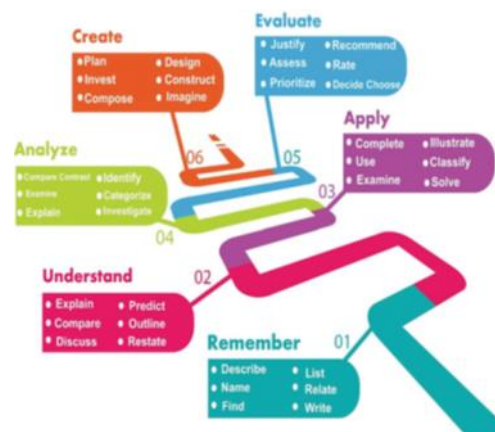 Evaluate
Justify Recommend
Assess Rate
Prioritize Decide Choose
05
Create
Plan Design
Invest Construct
Compose Imagine
06
Apply
Complete Illustrate
Use Classify
Examine Solve
03
Analyze
Compare Contrast Identify
Examine Categorize
Explain Investigate
04
Understand
Explain Predict
Compare Outline
Discuss Restate
02
Remember
Describe List
Name Relate
Find Write
01